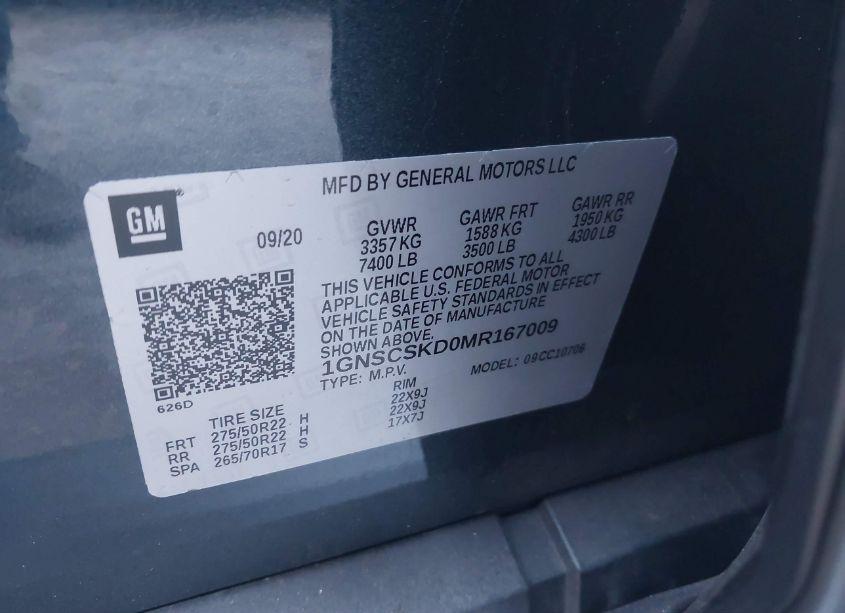 GM
MFD BY GENERAL MOTORS LLC
09/20
GVWR
3357 KG
7400 LB
GAWR FRT
1588 KG
3500 LB
GAWR RR
1950 KG
4300 LB
THIS VEHICLE CONFORMS TO ALL
APPLICABLE U.S. FEDERAL MOTOR
VEHICLE SAFETY STANDARDS IN EFFECT
ON THE DATE OF MANUFACTURE
SHOWN ABOVE.
1GNSCSKD0MR167009
TYPE: M.P.V. MODEL: 09CC10706
626D
TIRE SIZE RIM
FRT 275/50R22 H 22X9J
RR 275/50R22 H 22X9J
SPA 265/70R17 S 17X7J